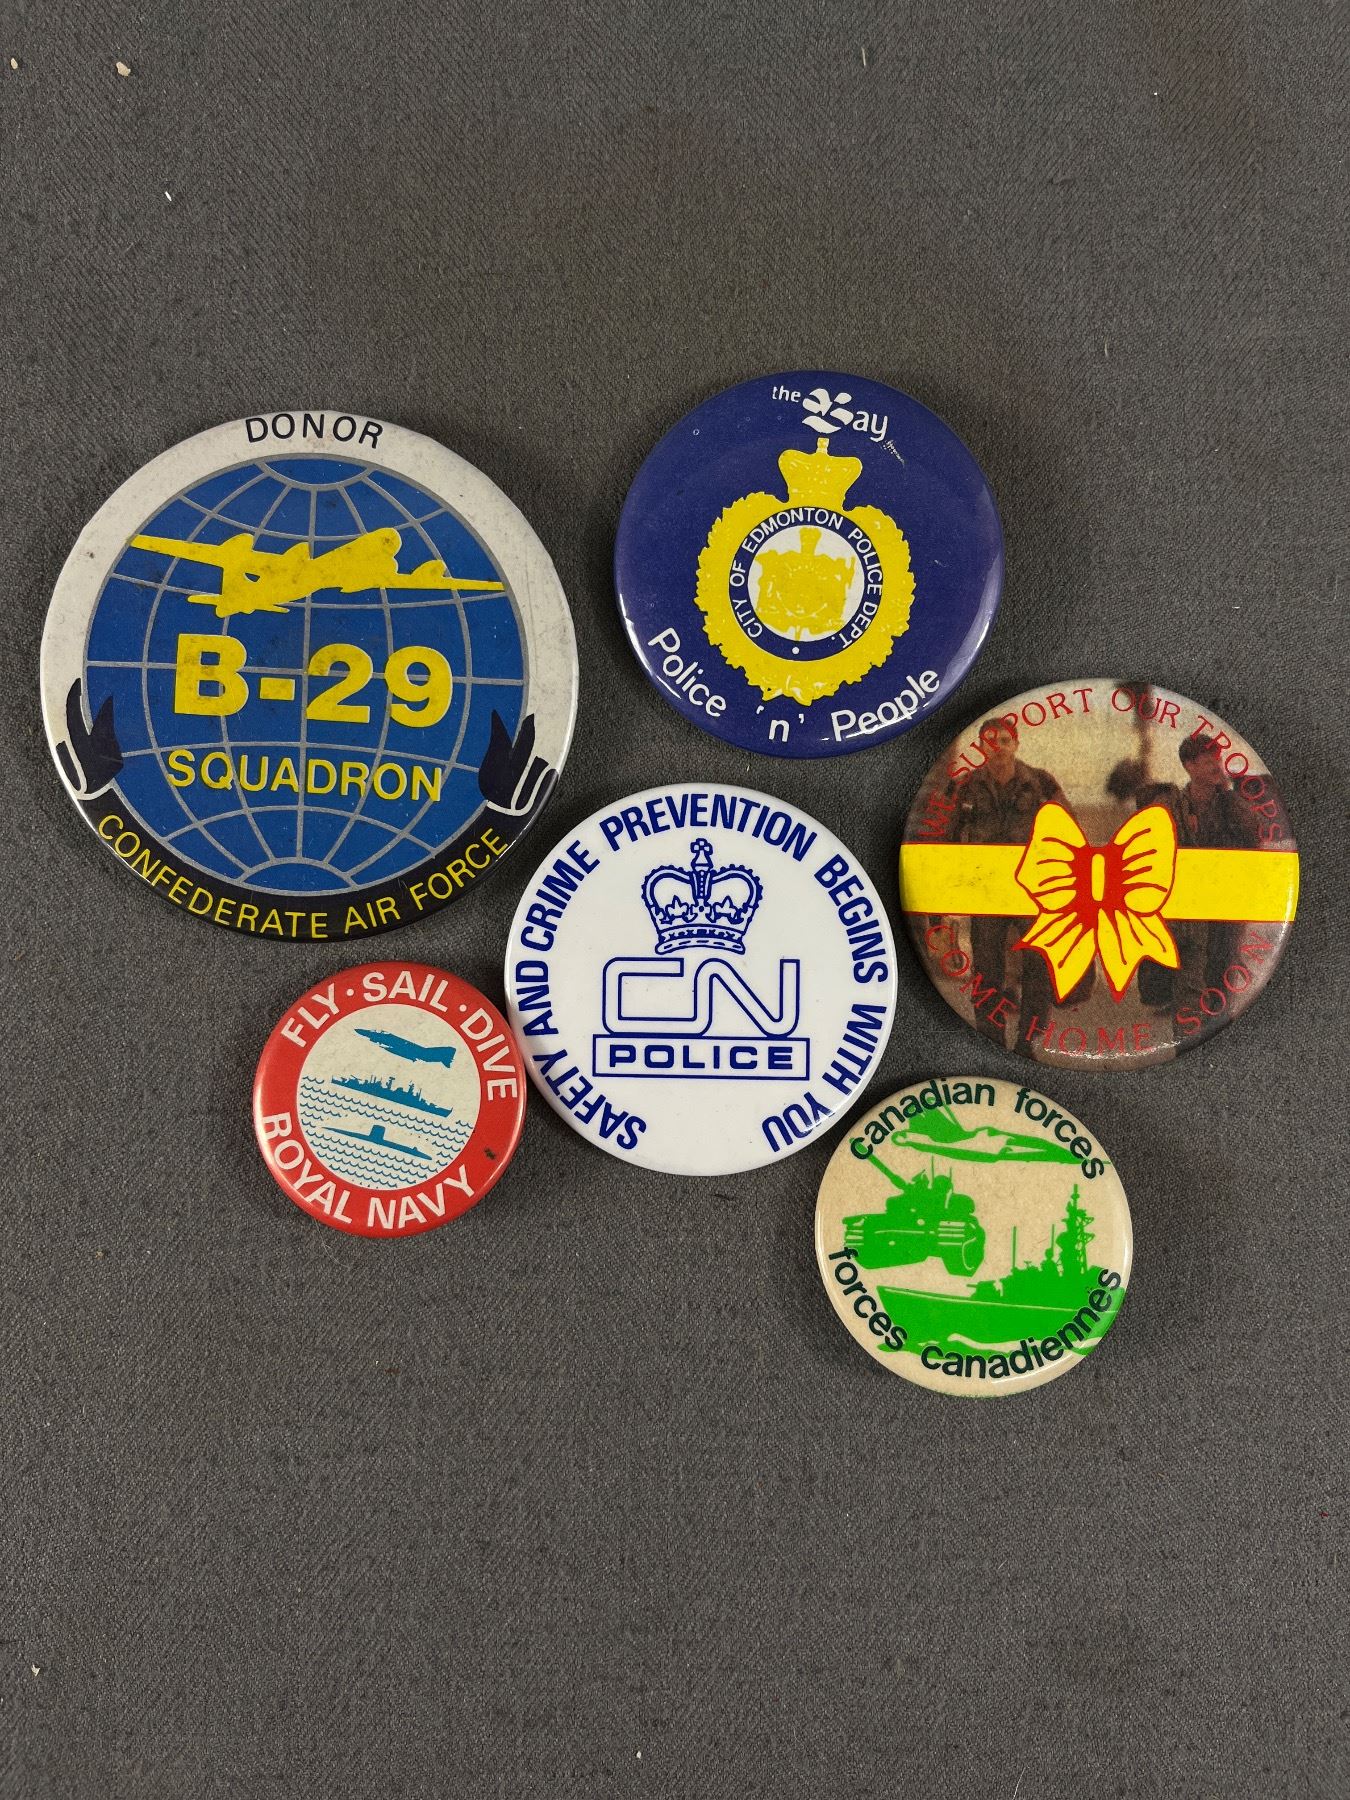 DONOR
B-29
SQUADRON
CONFEDERATE AIR FORCE
the Bay
CITY OF EDMONTON POLICE DEPT.
Police 'n' People
WE SUPPORT OUR TROOPS
COME HOME SOON
SAFETY AND CRIME PREVENTION BEGINS WITH YOU
CN
POLICE
FLY · SAIL · DIVE
ROYAL NAVY
canadian forces
forces canadiennes